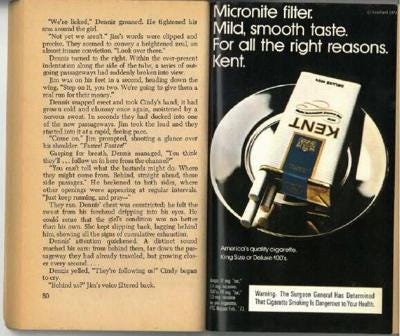 "We're licked," Dennis groaned. He tightened his
arm around the girl.
"Not yet we aren't." Jim's words were clipped and
precise. They seemed to convey a heightened zeal, an
almost insane conviction. "Look over there."
Dennis turned to the right. Within the ever-present
indentation along the side of the tube, a series of out-
going passageways had suddenly broken into view.
Jim was on his feet in a second, heading down the
wing. "Step on it, you two. We're going to give them a
real run for their money."
Dennis snapped sweet and took Cindy's hand; it had
grown cold and clammy once again, moistened by a
nervous sweat. In seconds they had ducked into one
of the new passageways. Jim took the lead and they
started into it at a rapid, fleeing pace.
"Come on," Jim prompted, shooting a glance over
his shoulder. "Faster! Faster!"
Gasping for breath, Dennis managed, "You think
they'll . . . follow us in here from the channel?"
"You can't tell what the bastards might do. Where
they might come from. Behind, straight ahead, those
side passages." He beckoned to both sides, where
other openings were appearing at regular intervals.
"Just keep running, and pray—"
They ran. Dennis' chest was constricted; he felt the
sweat from his forehead dripping into his eyes. He
could sense that the girl's condition was no better
than his own. She kept slipping back, lagging behind
him, showing all the signs of cumulative exhaustion.
Dennis' attention quickened. A distinct sound
reached his ears: from behind them, far down the pas-
sageway they had already traveled, but growing clos-
er every second . . .
Dennis yelled, "They're following us!" Cindy began
to cry.
"Behind us?" Jim's voice filtered back.
80
Micronite filter.
Mild, smooth taste.
For all the right reasons.
Kent.
DELUXE 100's
KENT
America's quality cigarette.
King Size or Deluxe 100's.
Warning: The Surgeon General Has Determined
That Cigarette Smoking Is Dangerous to Your Health.